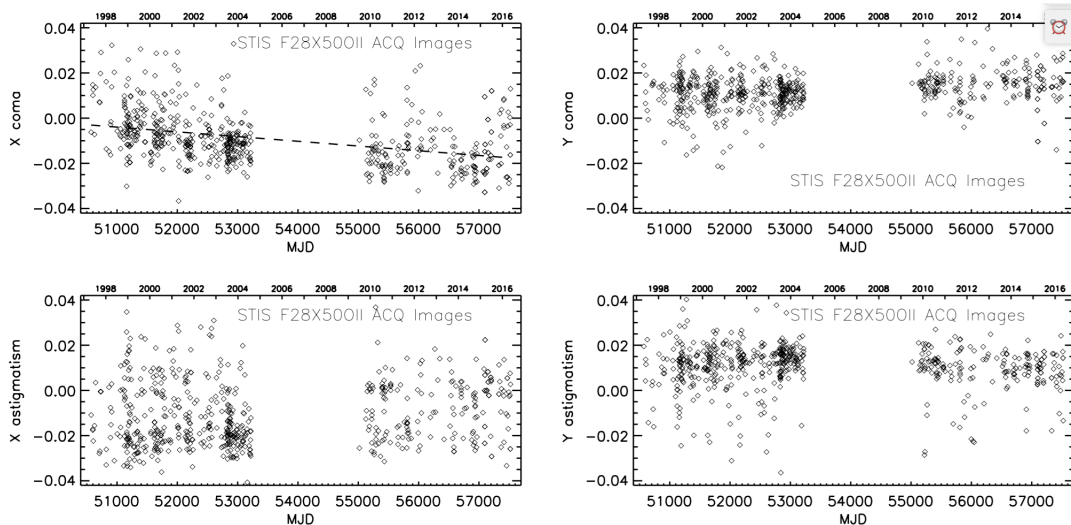 1998 2000 2002 2004 2006 2008 2010 2012 2014 2016
STIS F28X50OII ACQ Images
X coma
0.04
0.02
0.00
−0.02
−0.04
51000 52000 53000 54000 55000 56000 57000
MJD
1998 2000 2002 2004 2006 2008 2010 2012 2014
STIS F28X50OII ACQ Images
Y coma
0.04
0.02
0.00
−0.02
−0.04
51000 52000 53000 54000 55000 56000 57000
MJD
1998 2000 2002 2004 2006 2008 2010 2012 2014 2016
STIS F28X50OII ACQ Images
X astigmatism
0.04
0.02
0.00
−0.02
−0.04
51000 52000 53000 54000 55000 56000 57000
MJD
1998 2000 2002 2004 2006 2008 2010 2012 2014 2016
STIS F28X50OII ACQ Images
Y astigmatism
0.04
0.02
0.00
−0.02
−0.04
51000 52000 53000 54000 55000 56000 57000
MJD